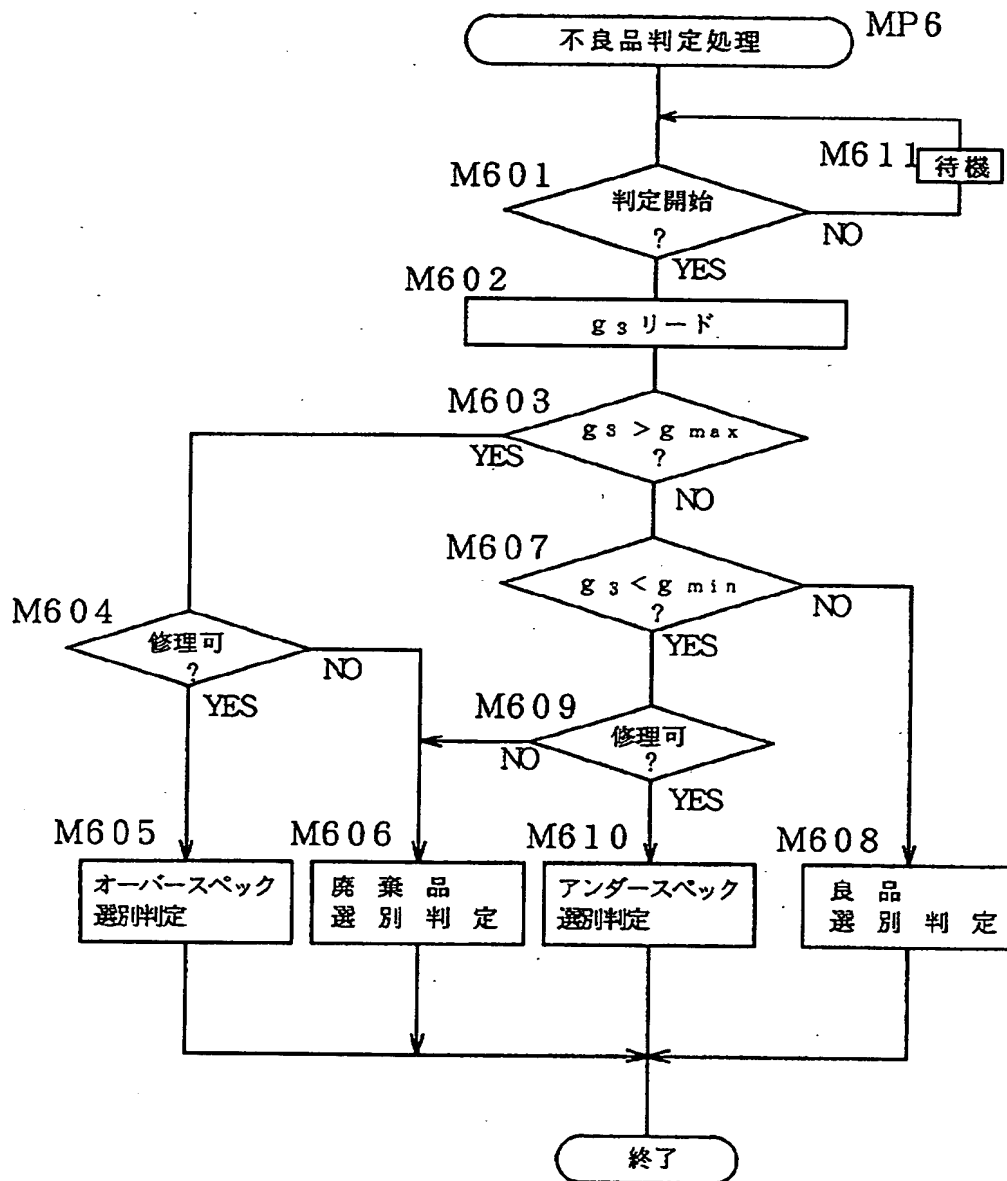 不良品判定処理
MP6
M611
待機
M601
判定開始
?
NO
YES
M602
g₃リード
M603
g₃>g max
?
YES
NO
M607
g₃<g min
?
NO
YES
M604
修理可
?
NO
YES
M609
修理可
?
NO
YES
M605
オーバースペック
選別判定
M606
廃棄品
選別判定
M610
アンダースペック
選別判定
M608
良品
選別判定
終了